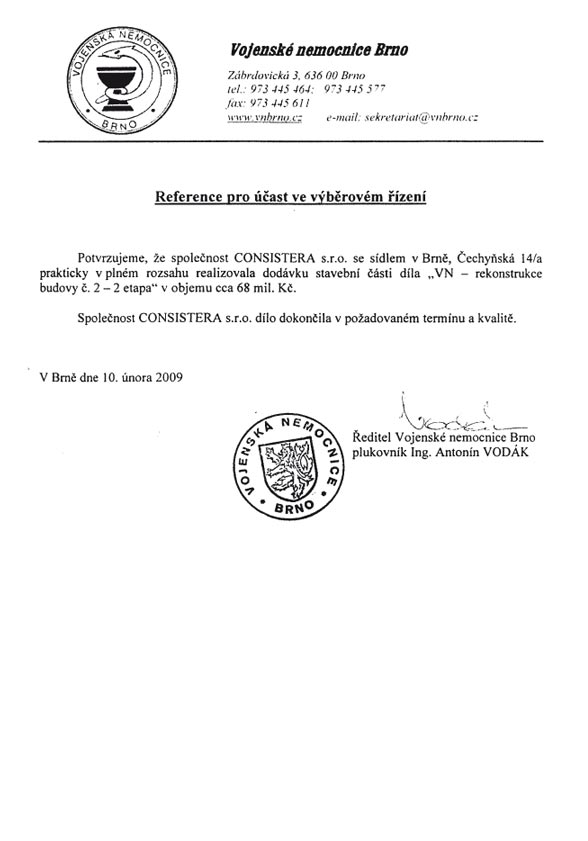 VOJENSKÁ NEMOCNICE
BRNO
Vojenské nemocnice Brno
Zábrdovická 3, 636 00 Brno
tel.: 973 445 464; 973 445 577
fax: 973 445 611
www.vnbrno.cz e-mail: sekretariat@vnbrno.cz
Reference pro účast ve výběrovém řízení
Potvrzujeme, že společnost CONSISTERA s.r.o. se sídlem v Brně, Čechyňská 14/a
prakticky v plném rozsahu realizovala dodávku stavební části díla „VN – rekonstrukce
budovy č. 2 – 2 etapa“ v objemu cca 68 mil. Kč.
Společnost CONSISTERA s.r.o. dílo dokončila v požadovaném termínu a kvalitě.
V Brně dne 10. února 2009
Vodák
Ředitel Vojenské nemocnice Brno
plukovník Ing. Antonín VODÁK
VOJENSKÁ NEMOCNICE
BRNO